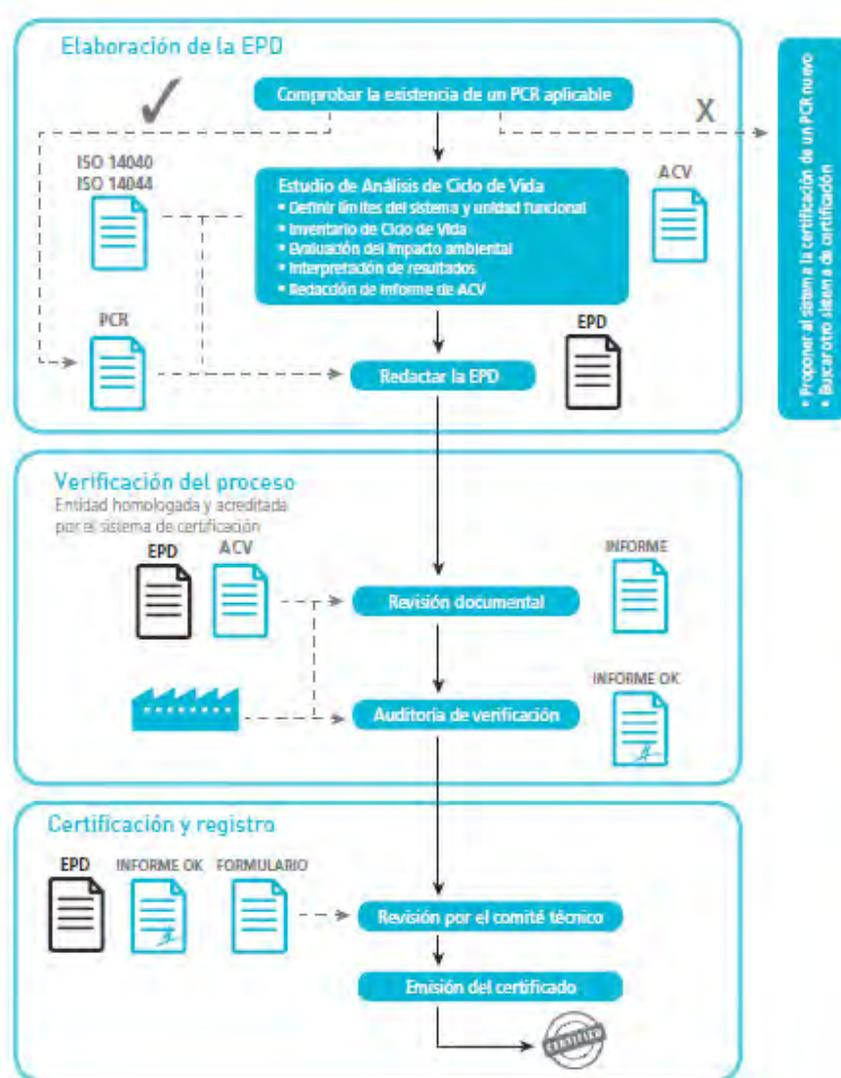 Elaboración de la EPD
Comprobar la existencia de un PCR aplicable
X
ISO 14040
ISO 14044
Estudio de Análisis de Ciclo de Vida
• Definir límites del sistema y unidad funcional
• Inventario de Ciclo de Vida
• Evaluación del impacto ambiental
• Interpretación de resultados
• Redacción de informe de ACV
ACV
PCR
Redactar la EPD
EPD
• Proponer al sistema la certificación de un PCR nuevo
• Buscar otro sistema de certificación
Verificación del proceso
Entidad homologada y acreditada
por el sistema de certificación
EPD
ACV
Revisión documental
INFORME
Auditoria de verificación
INFORME OK
Certificación y registro
EPD
INFORME OK
FORMULARIO
Revisión por el comité técnico
Emisión del certificado
CERTIFIED